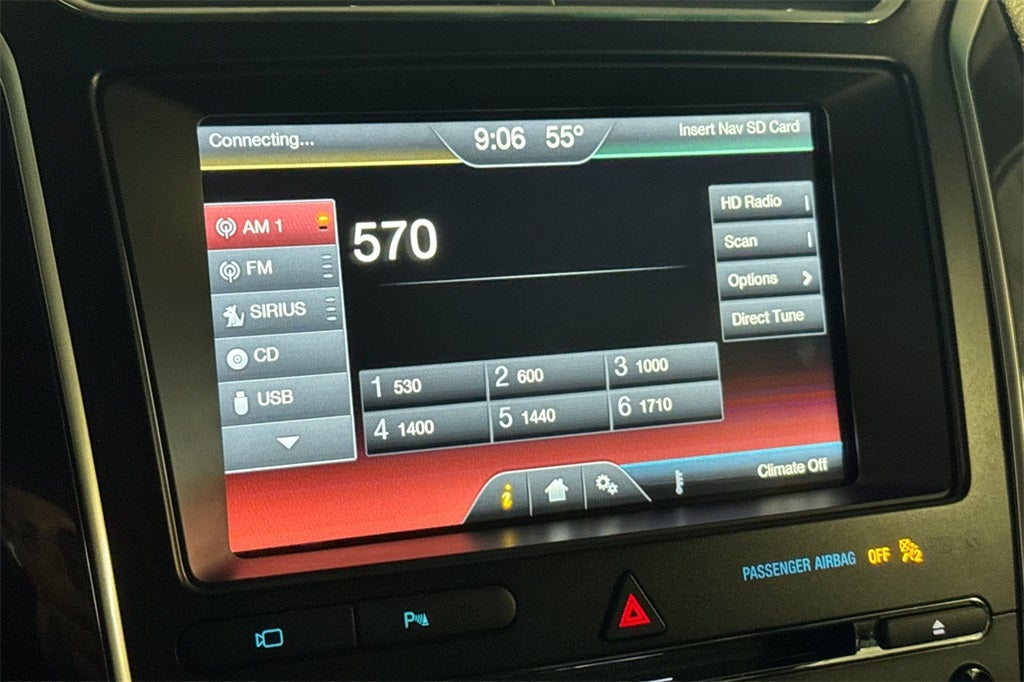 Connecting...
9:06 55°
Insert Nav SD Card
AM 1
FM
SIRIUS
CD
USB
570
HD Radio
Scan
Options
Direct Tune
1 530
2 600
3 1000
4 1400
5 1440
6 1710
i
Climate Off
PASSENGER AIRBAG OFF
P